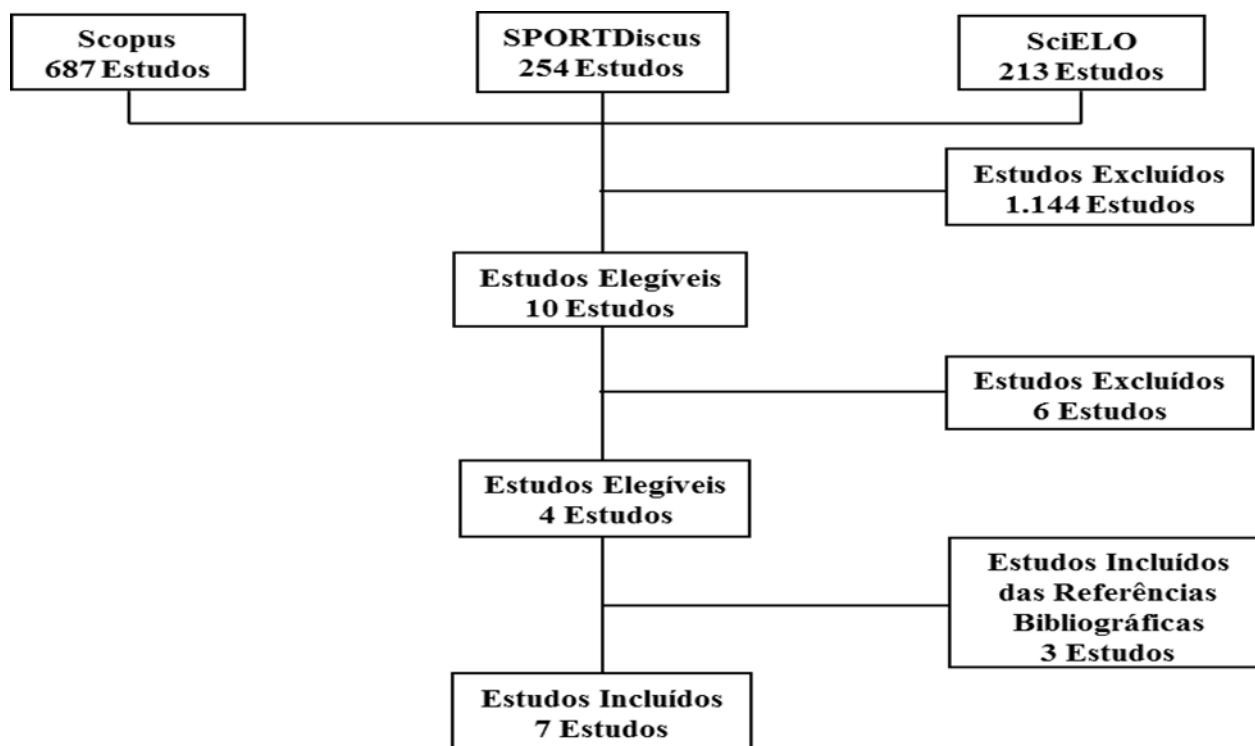 Scopus
687 Estudos
SPORTDiscus
254 Estudos
SciELO
213 Estudos
Estudos Excluídos
1.144 Estudos
Estudos Elegíveis
10 Estudos
Estudos Excluídos
6 Estudos
Estudos Elegíveis
4 Estudos
Estudos Incluídos
das Referências
Bibliográficas
3 Estudos
Estudos Incluídos
7 Estudos